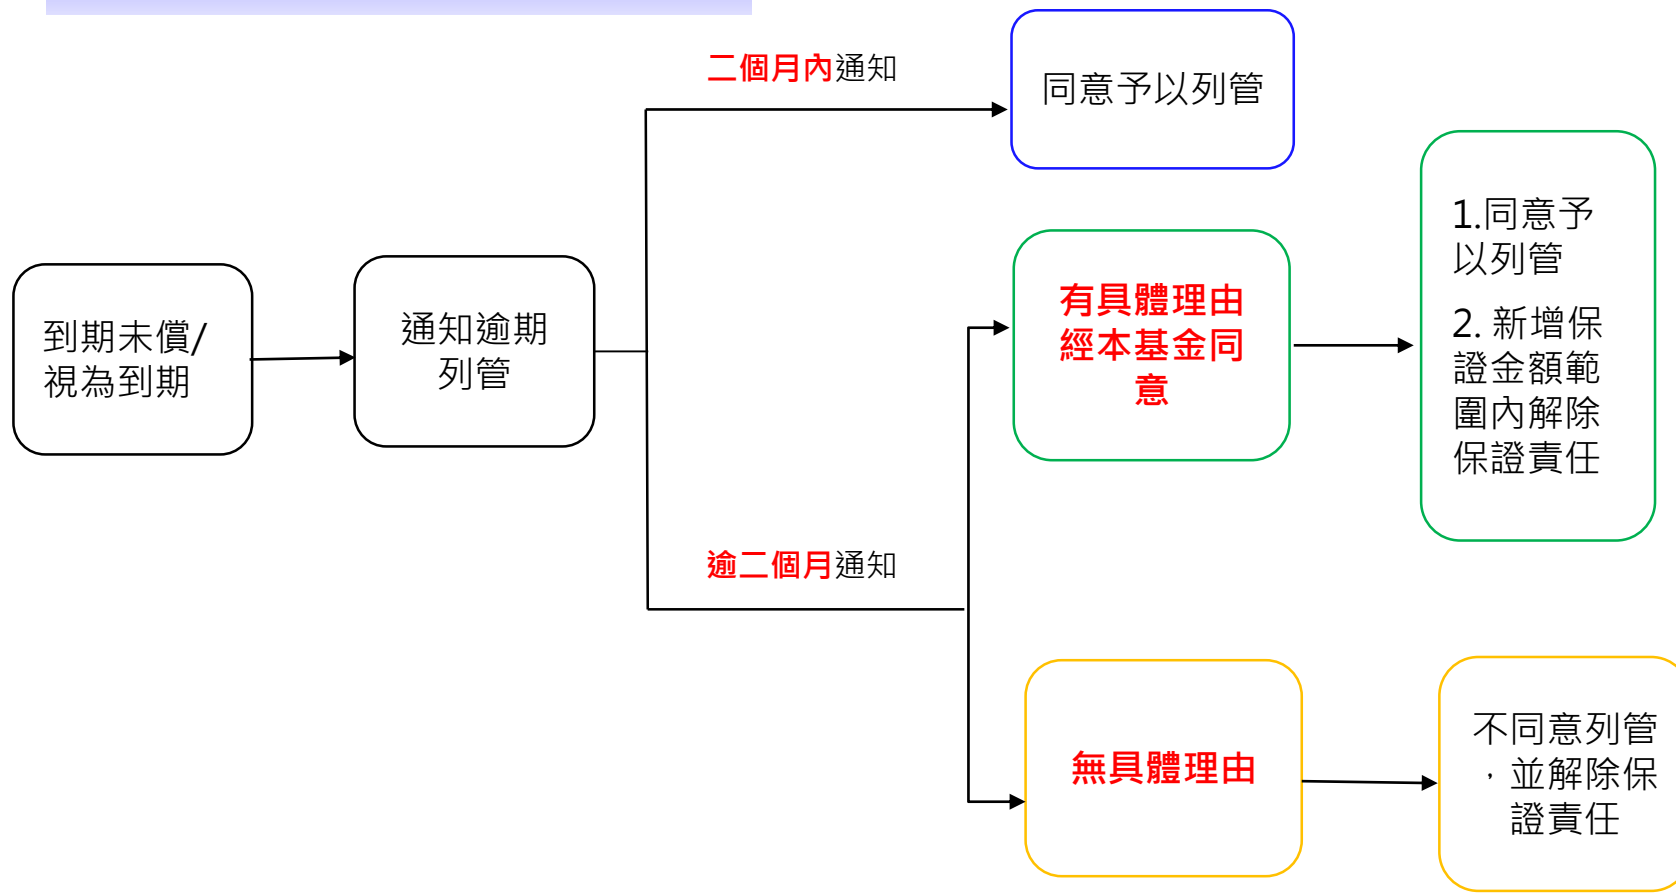 二個月內通知
同意予以列管
到期未償/
視為到期
通知逾期
列管
有具體理由
經本基金同
意
1.同意予
以列管
2. 新增保
證金額範
圍內解除
保證責任
逾二個月通知
無具體理由
不同意列管
，並解除保
證責任